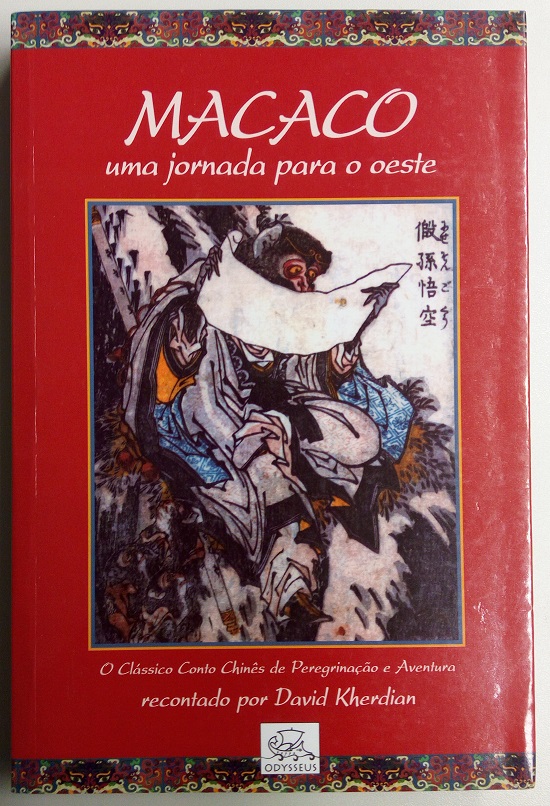 MACACO
uma jornada para o oeste
假孫悟空
O Clássico Conto Chinês de Peregrinação e Aventura
recontado por David Kherdian
ODYSSEUS